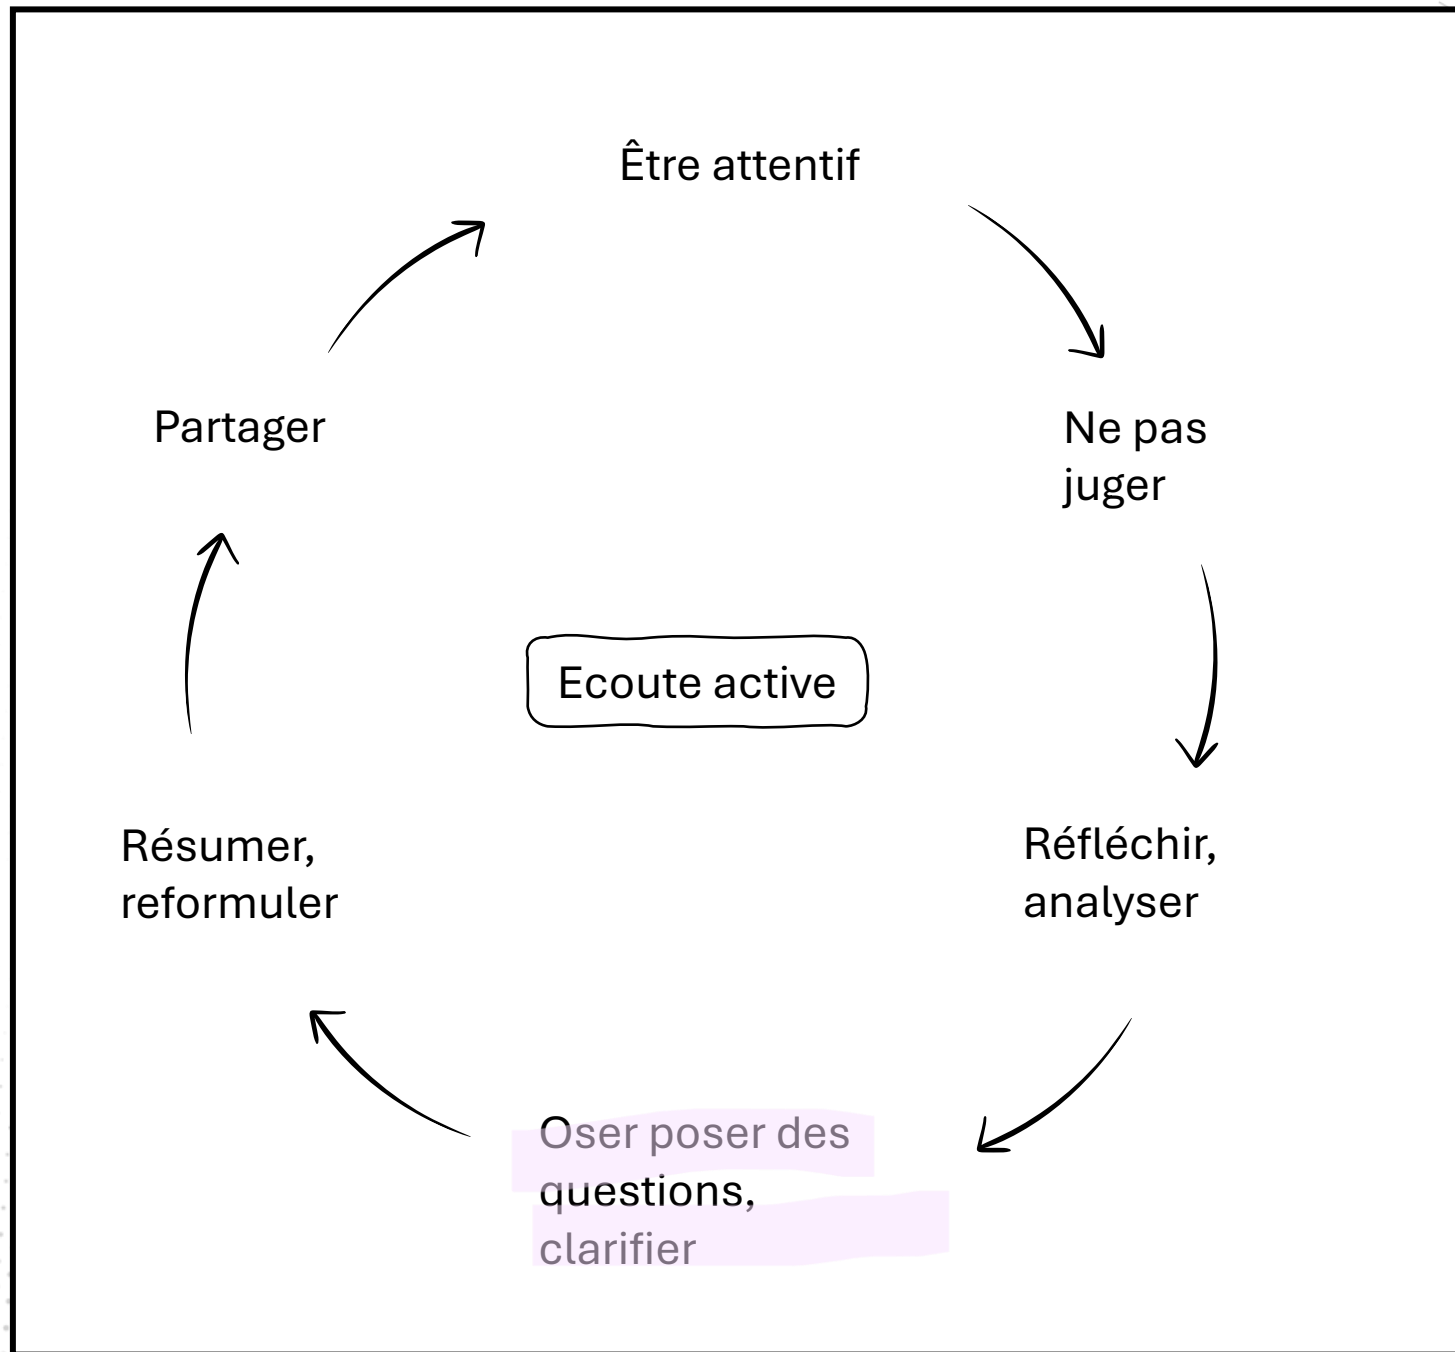 Être attentif
Partager
Ne pas
juger
Ecoute active
Résumer,
reformuler
Réfléchir,
analyser
Oser poser des
questions,
clarifier